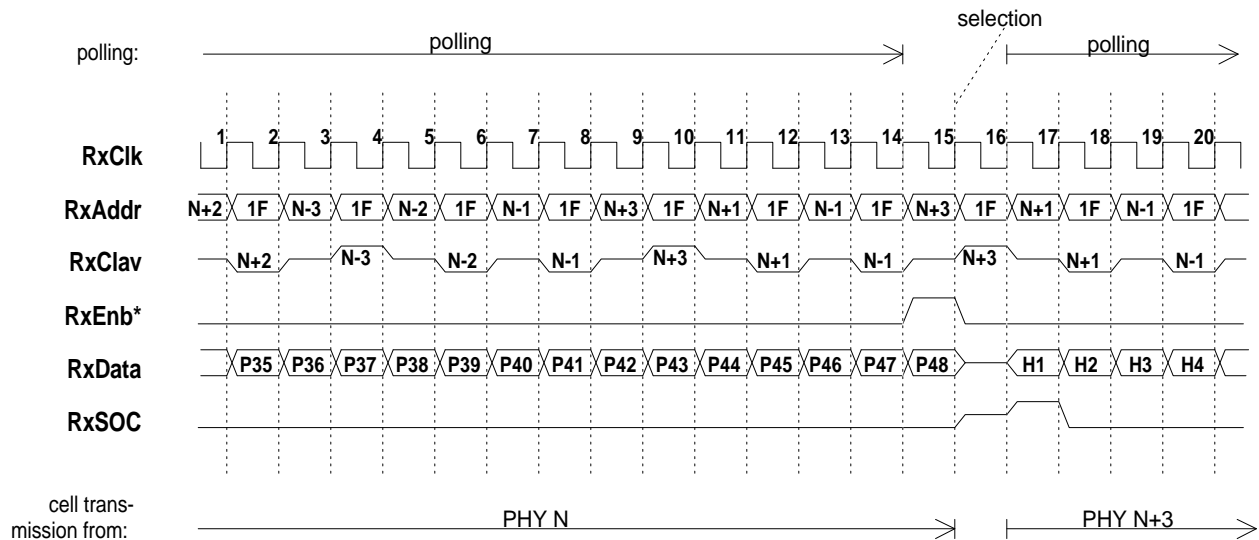 selection
polling: polling polling
1 2 3 4 5 6 7 8 9 10 11 12 13 14 15 16 17 18 19 20
RxClk
RxAddr N+2 1F N-3 1F N-2 1F N-1 1F N+3 1F N+1 1F N-1 1F N+3 1F N+1 1F N-1 1F
RxClav N+2 N-3 N-2 N-1 N+3 N+1 N-1 N+3 N+1 N-1
RxEnb*
RxData P35 P36 P37 P38 P39 P40 P41 P42 P43 P44 P45 P46 P47 P48 H1 H2 H3 H4
RxSOC
cell trans-
mission from: PHY N PHY N+3